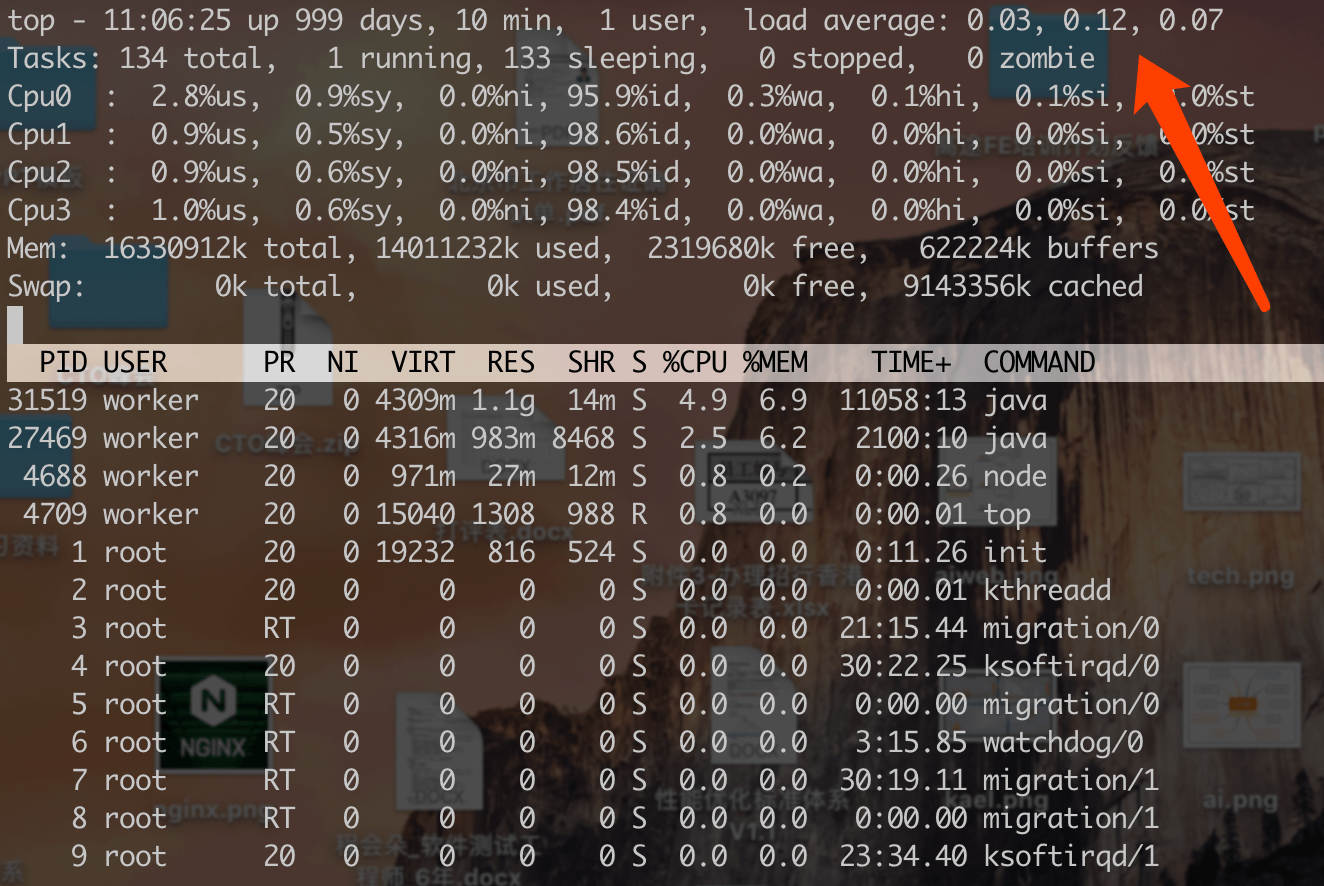 top - 11:06:25 up 999 days, 10 min,  1 user,  load average: 0.03, 0.12, 0.07
Tasks: 134 total,   1 running, 133 sleeping,   0 stopped,   0 zombie
Cpu0  :  2.8%us,  0.9%sy,  0.0%ni, 95.9%id,  0.3%wa,  0.1%hi,  0.1%si,  .0%st
Cpu1  :  0.9%us,  0.5%sy,  0.0%ni, 98.6%id,  0.0%wa,  0.0%hi,  0.0%si,  0.0%st
Cpu2  :  0.9%us,  0.6%sy,  0.0%ni, 98.5%id,  0.0%wa,  0.0%hi,  0.0%si,  %st
Cpu3  :  1.0%us,  0.6%sy,  0.0%ni, 98.4%id,  0.0%wa,  0.0%hi,  0.0%si,  0.0%st
Mem:  16330912k total, 14011232k used,  2319680k free,   622224k buffers
Swap:        0k total,        0k used,        0k free,  9143356k cached
PID USER      PR  NI  VIRT  RES  SHR S %CPU %MEM    TIME+  COMMAND
31519 worker    20   0 4309m 1.1g  14m S  4.9  6.9  11058:13 java
27469 worker    20   0 4316m 983m 8468 S  2.5  6.2   2100:10 java
4688 worker    20   0  971m  27m  12m S  0.8  0.2   0:00.26 node
4709 worker    20   0 15040 1308  988 R  0.8  0.0   0:00.01 top
1 root      20   0 19232  816  524 S  0.0  0.0   0:11.26 init
2 root      20   0     0    0    0 S  0.0  0.0   0:00.01 kthreadd
3 root      RT   0     0    0    0 S  0.0  0.0  21:15.44 migration/0
4 root      20   0     0    0    0 S  0.0  0.0  30:22.25 ksoftirqd/0
5 root      RT   0     0    0    0 S  0.0  0.0   0:00.00 migration/0
6 root      RT   0     0    0    0 S  0.0  0.0   3:15.85 watchdog/0
7 root      RT   0     0    0    0 S  0.0  0.0  30:19.11 migration/1
8 root      RT   0     0    0    0 S  0.0  0.0   0:00.00 migration/1
9 root      20   0     0    0    0 S  0.0  0.0  23:34.40 ksoftirqd/1
打评表.docx
tech.png
NGINX
nginx.png
ai.png